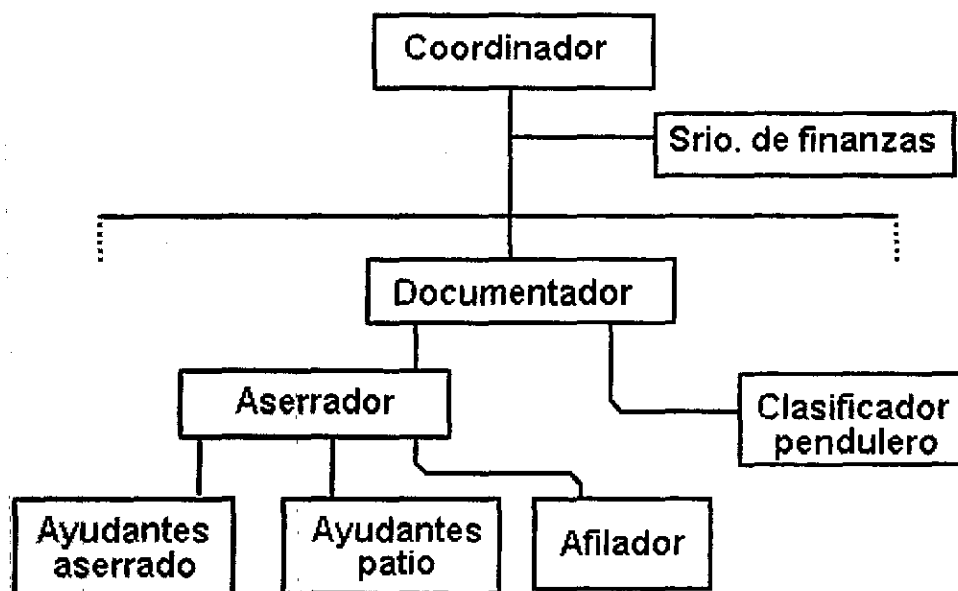 Coordinador
Srio. de finanzas
Documentador
Aserrador
Clasificador
pendulero
Ayudantes
aserrado
Ayudantes
patio
Afilador